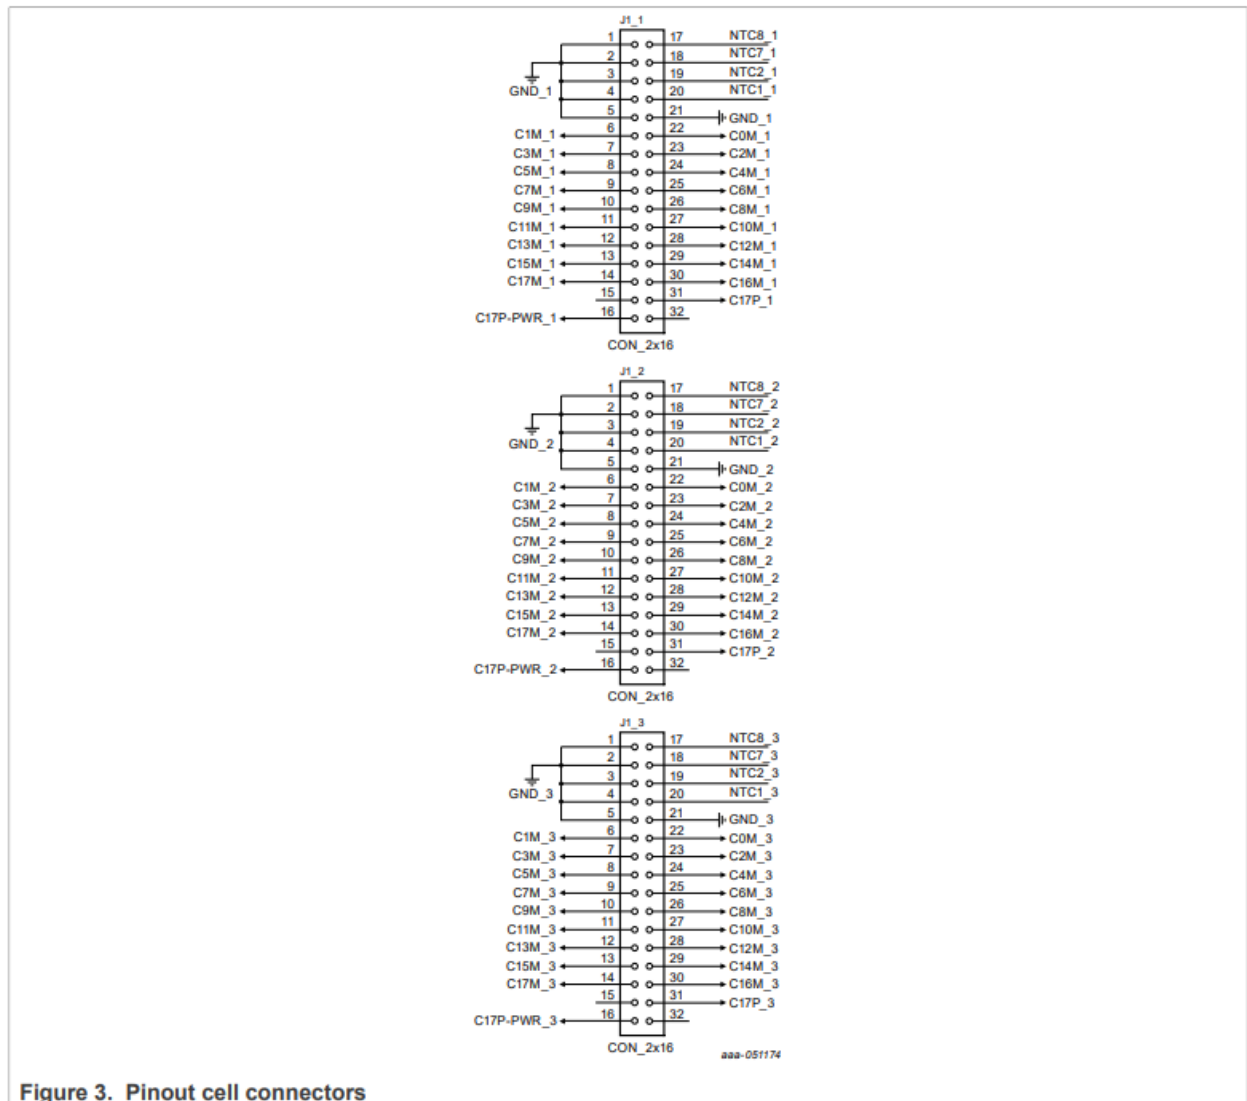 J1_1
1 17 NTC8_1
2 18 NTC7_1
3 19 NTC2_1
GND_1 4 20 NTC1_1
5 21 GND_1
C1M_1 6 22 C0M_1
C3M_1 7 23 C2M_1
C5M_1 8 24 C4M_1
C7M_1 9 25 C6M_1
C9M_1 10 26 C8M_1
C11M_1 11 27 C10M_1
C13M_1 12 28 C12M_1
C15M_1 13 29 C14M_1
C17M_1 14 30 C16M_1
15 31 C17P_1
C17P-PWR_1 16 32
CON_2x16
J1_2
1 17 NTC8_2
2 18 NTC7_2
3 19 NTC2_2
GND_2 4 20 NTC1_2
5 21 GND_2
C1M_2 6 22 C0M_2
C3M_2 7 23 C2M_2
C5M_2 8 24 C4M_2
C7M_2 9 25 C6M_2
C9M_2 10 26 C8M_2
C11M_2 11 27 C10M_2
C13M_2 12 28 C12M_2
C15M_2 13 29 C14M_2
C17M_2 14 30 C16M_2
15 31 C17P_2
C17P-PWR_2 16 32
CON_2x16
J1_3
1 17 NTC8_3
2 18 NTC7_3
3 19 NTC2_3
GND_3 4 20 NTC1_3
5 21 GND_3
C1M_3 6 22 C0M_3
C3M_3 7 23 C2M_3
C5M_3 8 24 C4M_3
C7M_3 9 25 C6M_3
C9M_3 10 26 C8M_3
C11M_3 11 27 C10M_3
C13M_3 12 28 C12M_3
C15M_3 13 29 C14M_3
C17M_3 14 30 C16M_3
15 31 C17P_3
C17P-PWR_3 16 32
CON_2x16
aaa-051174
Figure 3. Pinout cell connectors